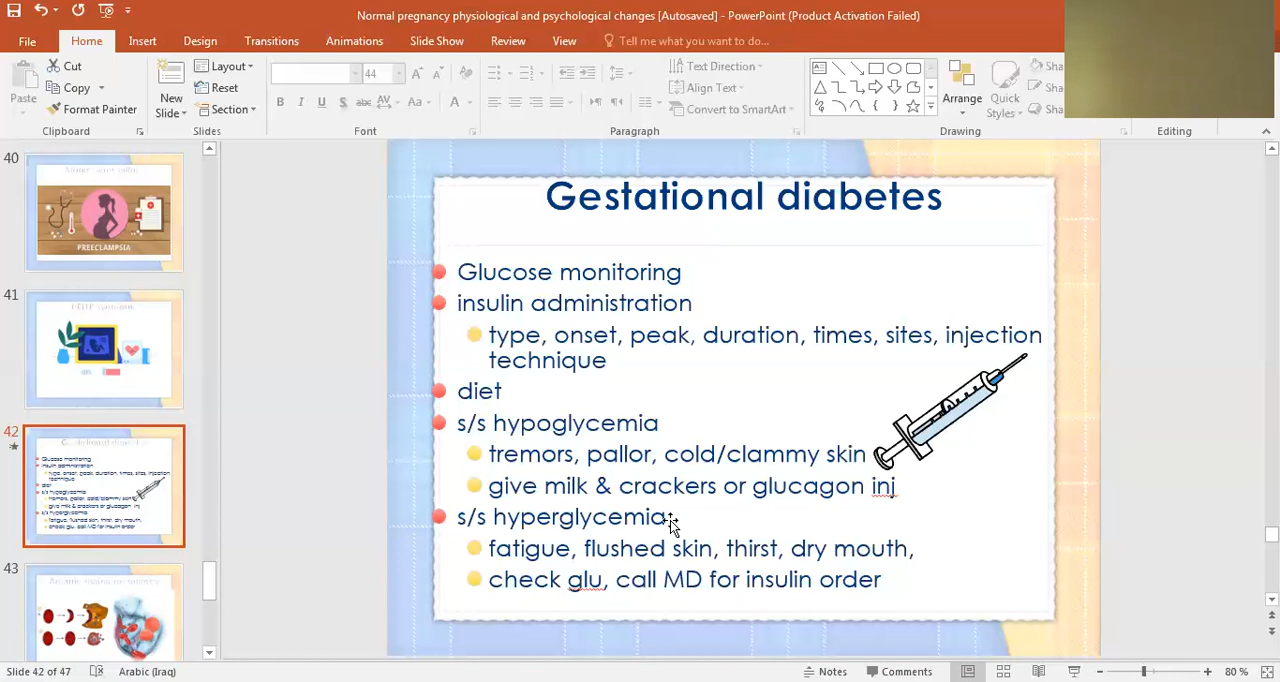 Normal pregnancy physiological and psychological changes [Autosaved] - PowerPoint (Product Activation Failed)
File Home Insert Design Transitions Animations Slide Show Review View Tell me what you want to do...
Paste
Cut
Copy
Format Painter
Clipboard
New Slide
Layout
Reset
Section
Slides
44
B I U S abc AV Aa A
Font
Text Direction
Align Text
Convert to SmartArt
Paragraph
Arrange
Quick Styles
Sha
Sha
Sha
Drawing
Editing
40
PREECLAMPSIA
41
42
43
Gestational diabetes
Glucose monitoring
insulin administration
type, onset, peak, duration, times, sites, injection
technique
diet
s/s hypoglycemia
tremors, pallor, cold/clammy skin
give milk & crackers or glucagon inj
s/s hyperglycemia
fatigue, flushed skin, thirst, dry mouth,
check glu, call MD for insulin order
Slide 42 of 47 Arabic (Iraq) Notes Comments 80 %